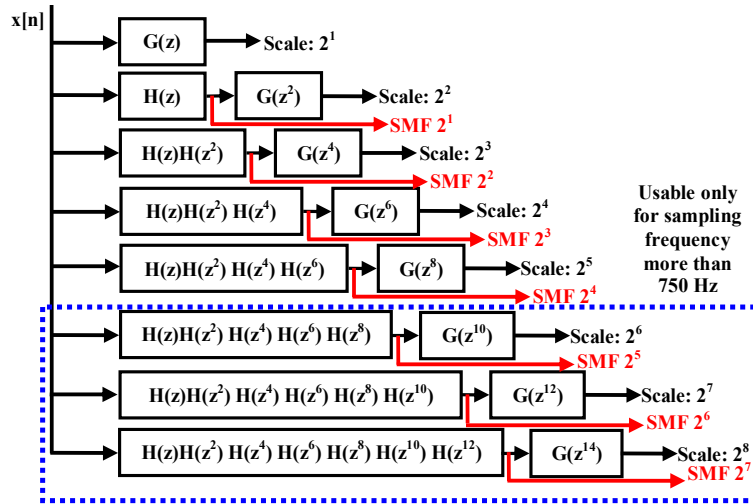 x[n]
G(z) Scale: 2¹
H(z) G(z²) Scale: 2²
SMF 2¹
H(z)H(z²) G(z⁴) Scale: 2³
SMF 2²
H(z)H(z²) H(z⁴) G(z⁶) Scale: 2⁴
SMF 2³
H(z)H(z²) H(z⁴) H(z⁶) G(z⁸) Scale: 2⁵
SMF 2⁴
Usable only
for sampling
frequency
more than
750 Hz
H(z)H(z²) H(z⁴) H(z⁶) H(z⁸) G(z¹⁰) Scale: 2⁶
SMF 2⁵
H(z)H(z²) H(z⁴) H(z⁶) H(z⁸) H(z¹⁰) G(z¹²) Scale: 2⁷
SMF 2⁶
H(z)H(z²) H(z⁴) H(z⁶) H(z⁸) H(z¹⁰) H(z¹²) G(z¹⁴) Scale: 2⁸
SMF 2⁷